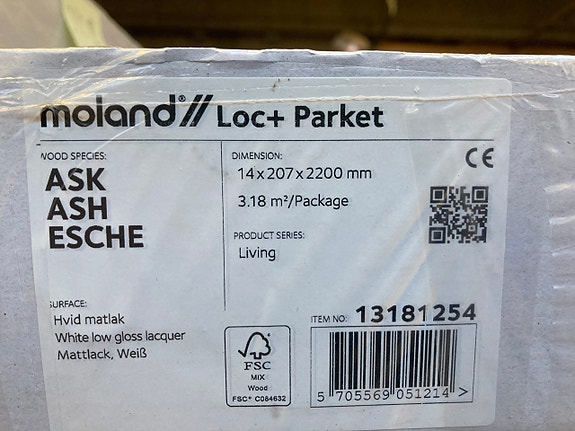 moland® Loc+ Parket
WOOD SPECIES:
ASK
ASH
ESCHE
DIMENSION:
14 x 207 x 2200 mm
3.18 m²/Package
PRODUCT SERIES:
Living
CE
SURFACE:
Hvid matlak
White low gloss lacquer
Mattlack, Weiß
FSC
MIX
Wood
FSC® C084632
ITEM NO: 13181254
5 705569 051214 >